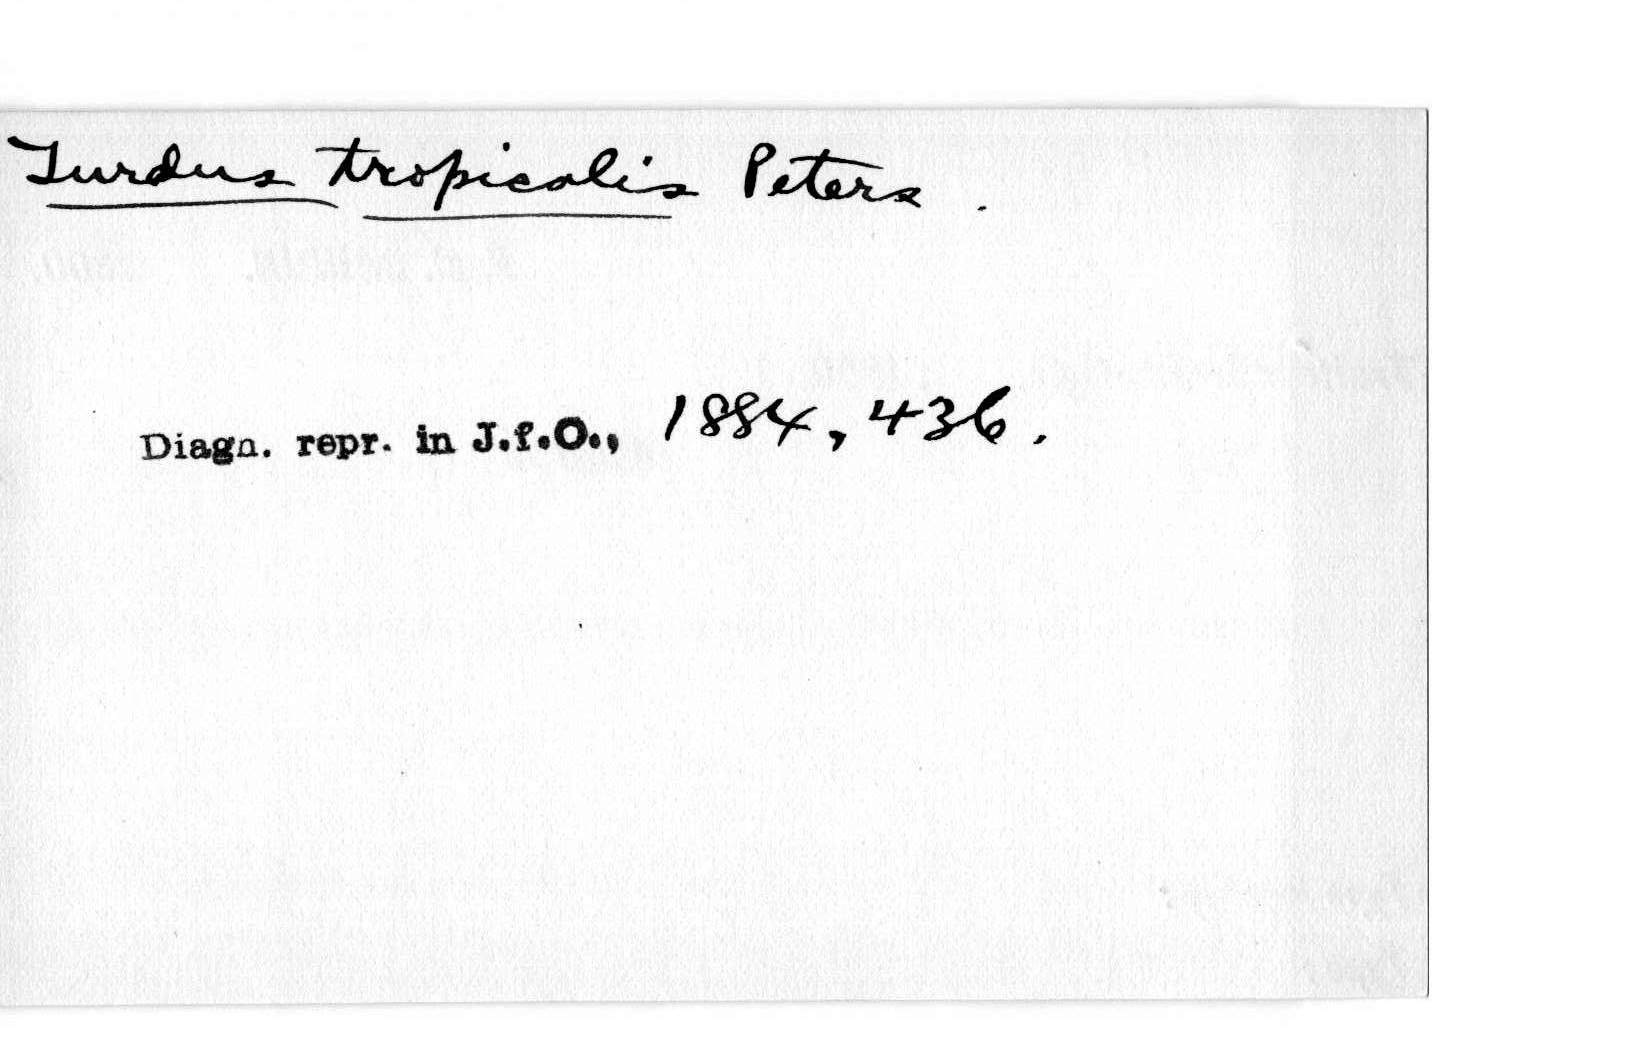 Turdus tropicalis Peters .
Diagn. repr. in J.f.O., 1884, 436.